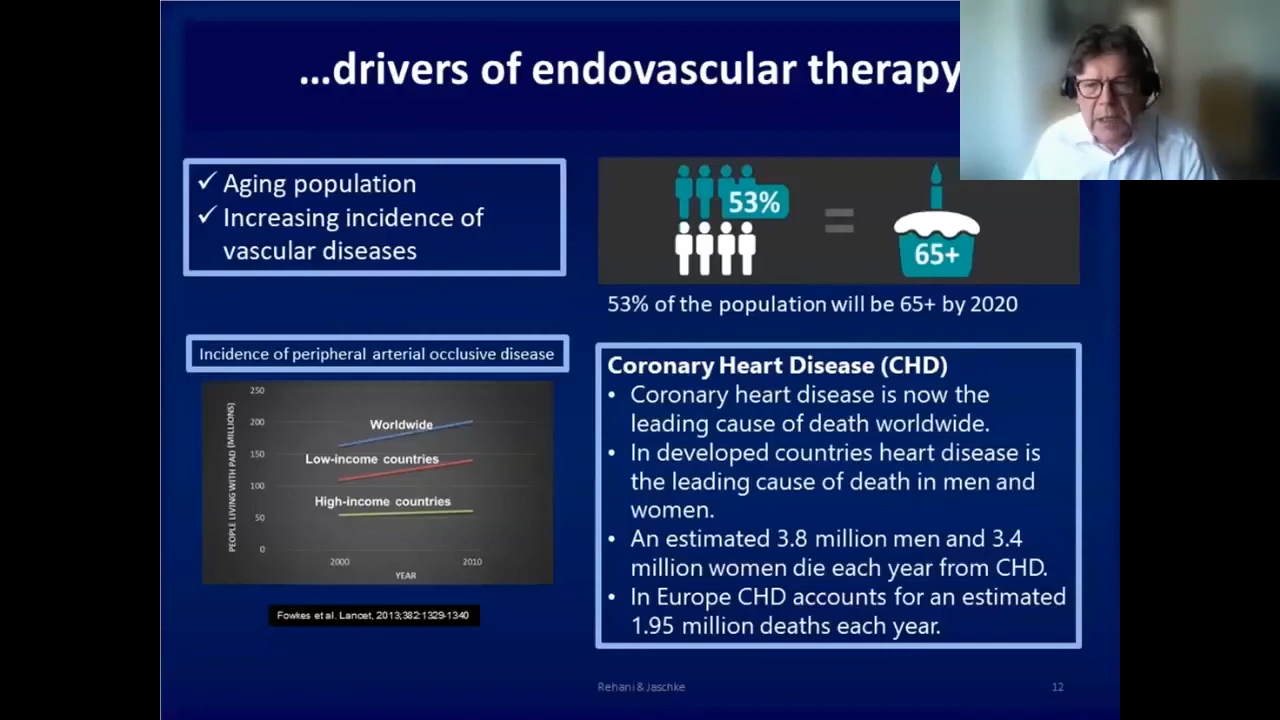 ...drivers of endovascular therapy
✓ Aging population
✓ Increasing incidence of
vascular diseases
53%
=
65+
53% of the population will be 65+ by 2020
Incidence of peripheral arterial occlusive disease
PEOPLE LIVING WITH PAD (MILLIONS)
250
200
150
100
50
0
Worldwide
Low-income countries
High-income countries
2000
2010
YEAR
Fowkes et al. Lancet, 2013;382:1329-1340
Coronary Heart Disease (CHD)
• Coronary heart disease is now the
leading cause of death worldwide.
• In developed countries heart disease is
the leading cause of death in men and
women.
• An estimated 3.8 million men and 3.4
million women die each year from CHD.
• In Europe CHD accounts for an estimated
1.95 million deaths each year.
Rehani & Jaschke
12